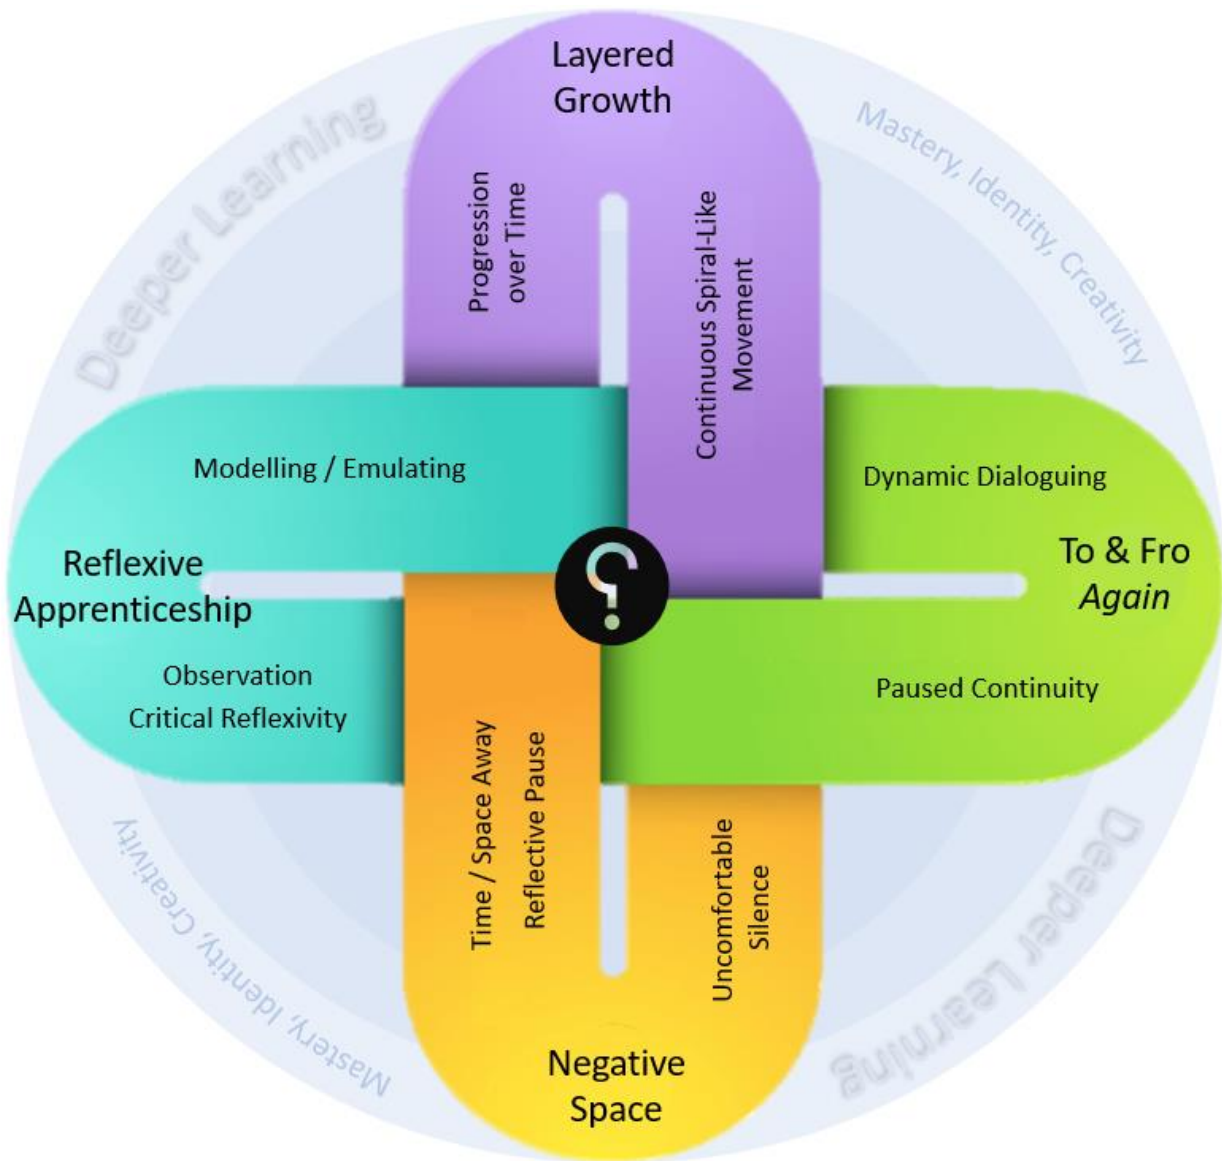 Layered
Growth
Deeper Learning
Mastery, Identity, Creativity
Progression
over Time
Continuous Spiral-Like
Movement
Modelling / Emulating
Dynamic Dialoguing
Reflexive
Apprenticeship
To & Fro
Again
?
Observation
Critical Reflexivity
Paused Continuity
Time / Space Away
Reflective Pause
Uncomfortable
Silence
Mastery, Identity, Creativity
Deeper Learning
Negative
Space